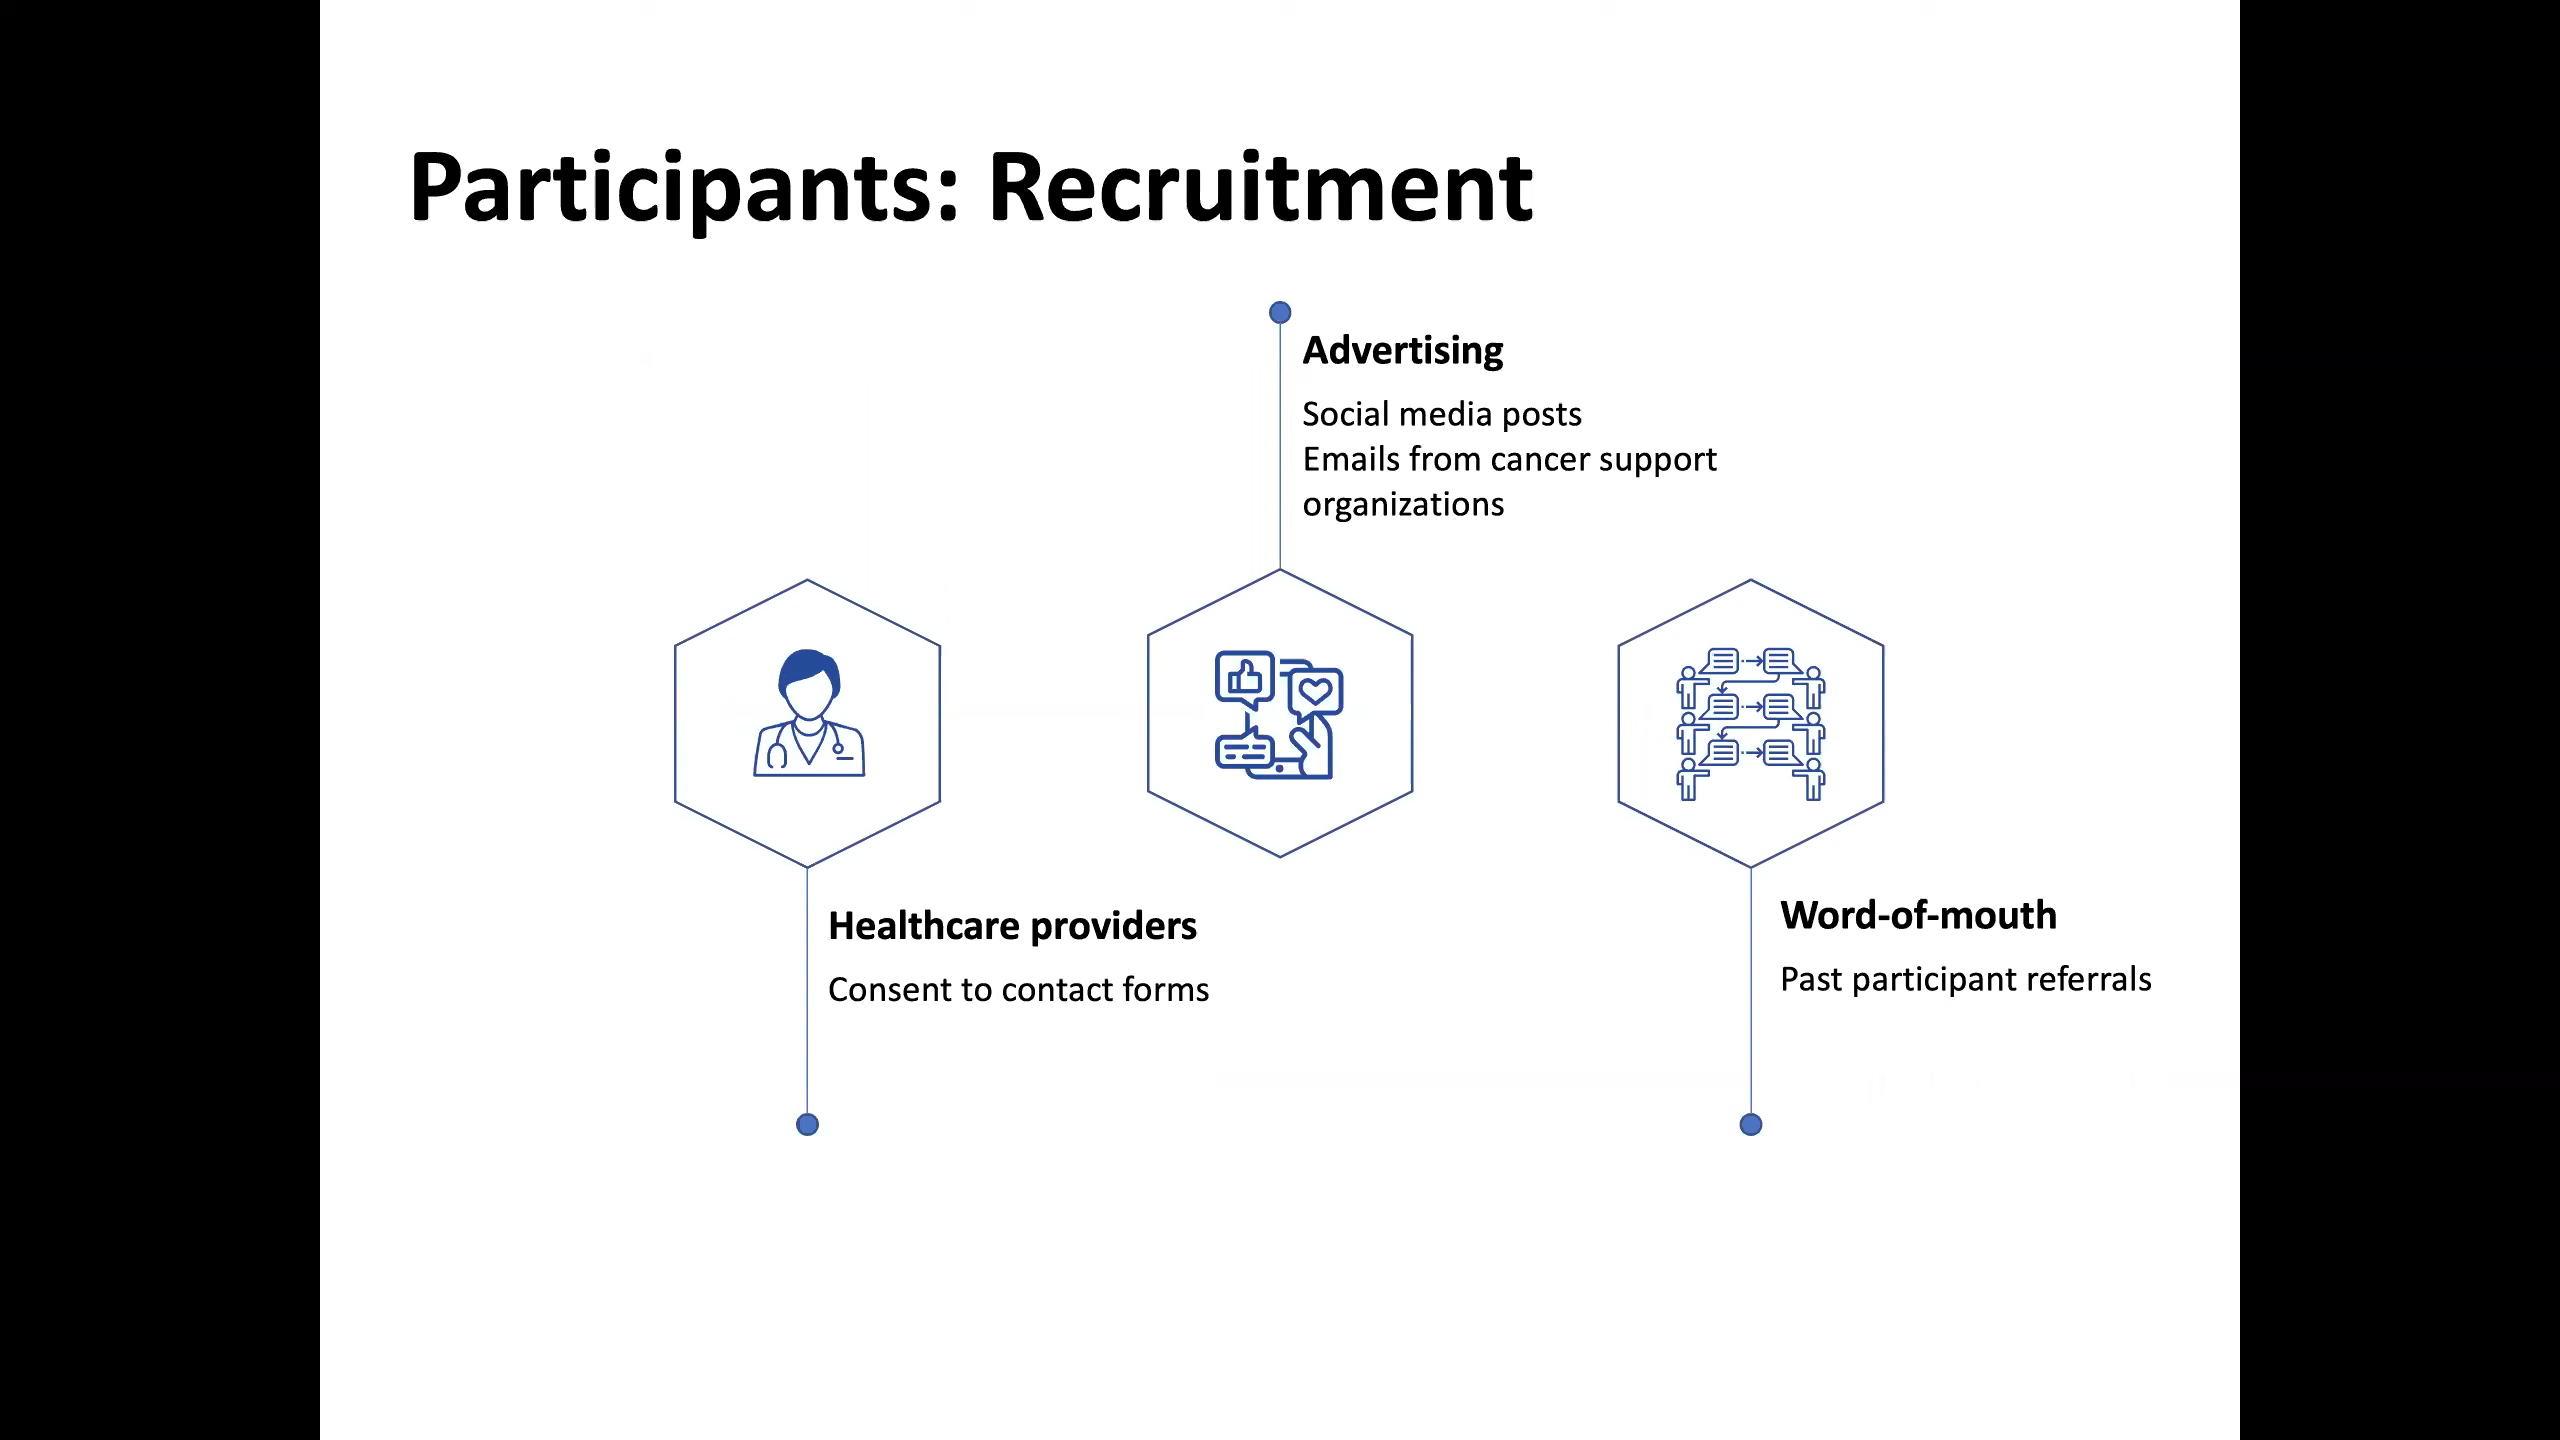 Participants: Recruitment
Advertising
Social media posts
Emails from cancer support
organizations
Healthcare providers
Consent to contact forms
Word-of-mouth
Past participant referrals